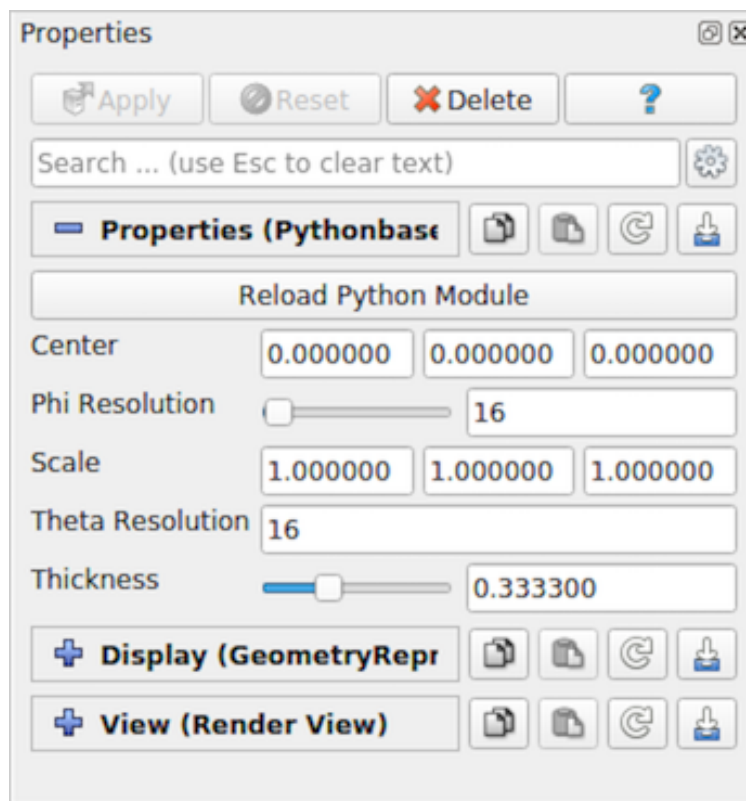 Properties
Apply Reset Delete ?
Search ... (use Esc to clear text)
Properties (Pythonbase
Reload Python Module
Center 0.000000 0.000000 0.000000
Phi Resolution 16
Scale 1.000000 1.000000 1.000000
Theta Resolution 16
Thickness 0.333300
Display (GeometryRepr
View (Render View)